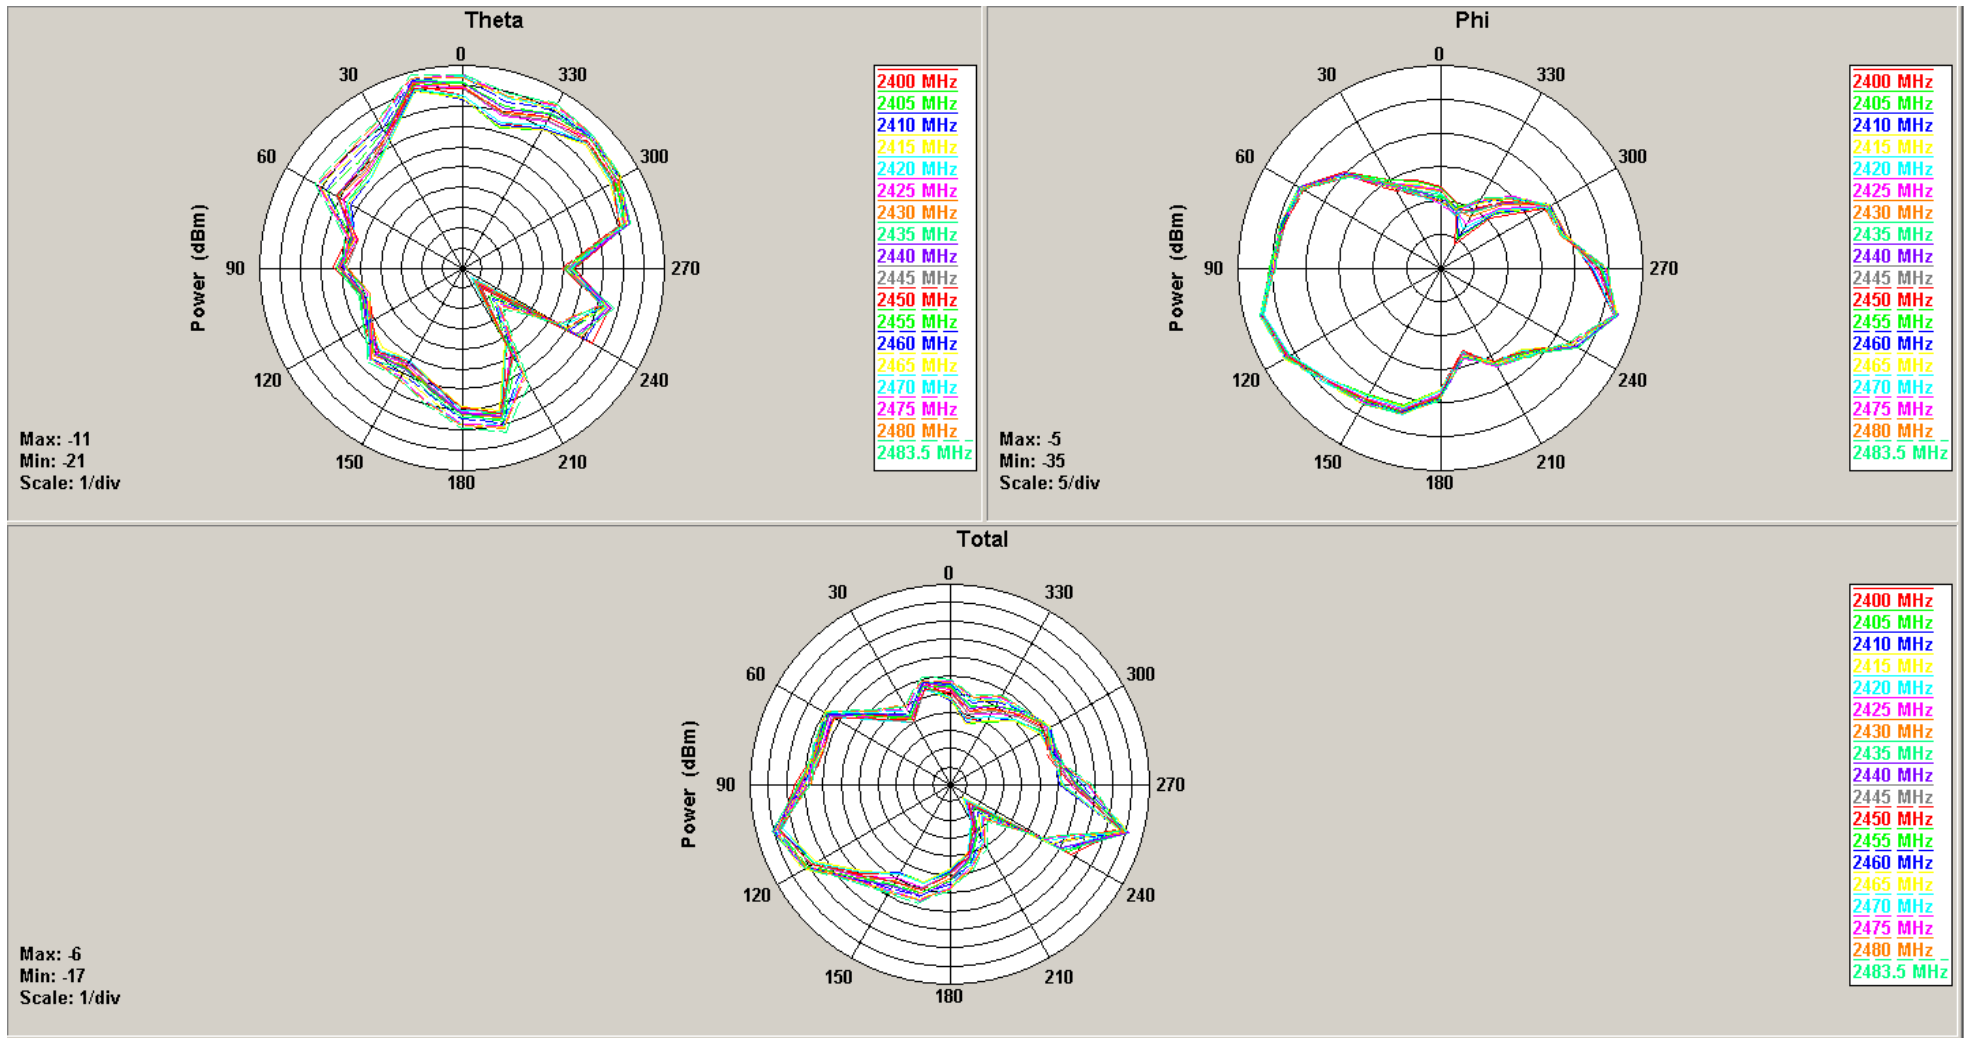 Theta
0
30
330
60
300
90
270
120
240
150
210
180
Power (dBm)
Max: -11
Min: -21
Scale: 1/div
2400 MHz
2405 MHz
2410 MHz
2415 MHz
2420 MHz
2425 MHz
2430 MHz
2435 MHz
2440 MHz
2445 MHz
2450 MHz
2455 MHz
2460 MHz
2465 MHz
2470 MHz
2475 MHz
2480 MHz
2483.5 MHz
Phi
0
30
330
60
300
90
270
120
240
150
210
180
Power (dBm)
Max: -5
Min: -35
Scale: 5/div
2400 MHz
2405 MHz
2410 MHz
2415 MHz
2420 MHz
2425 MHz
2430 MHz
2435 MHz
2440 MHz
2445 MHz
2450 MHz
2455 MHz
2460 MHz
2465 MHz
2470 MHz
2475 MHz
2480 MHz
2483.5 MHz
Total
0
30
330
60
300
90
270
120
240
150
210
180
Power (dBm)
Max: -6
Min: -17
Scale: 1/div
2400 MHz
2405 MHz
2410 MHz
2415 MHz
2420 MHz
2425 MHz
2430 MHz
2435 MHz
2440 MHz
2445 MHz
2450 MHz
2455 MHz
2460 MHz
2465 MHz
2470 MHz
2475 MHz
2480 MHz
2483.5 MHz